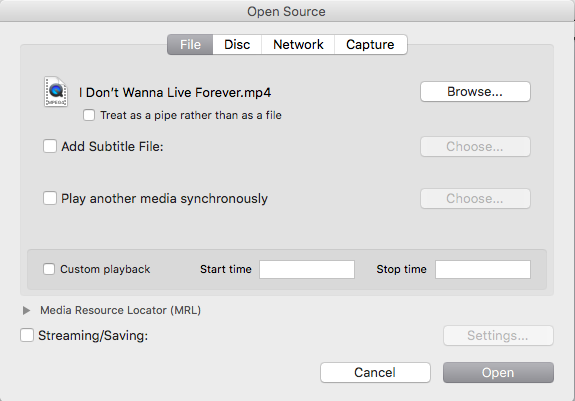 Open Source
File Disc Network Capture
I Don't Wanna Live Forever.mp4 Browse...
Treat as a pipe rather than as a file
Add Subtitle File: Choose...
Play another media synchronously Choose...
Custom playback Start time Stop time
Media Resource Locator (MRL)
Streaming/Saving: Settings...
Cancel Open